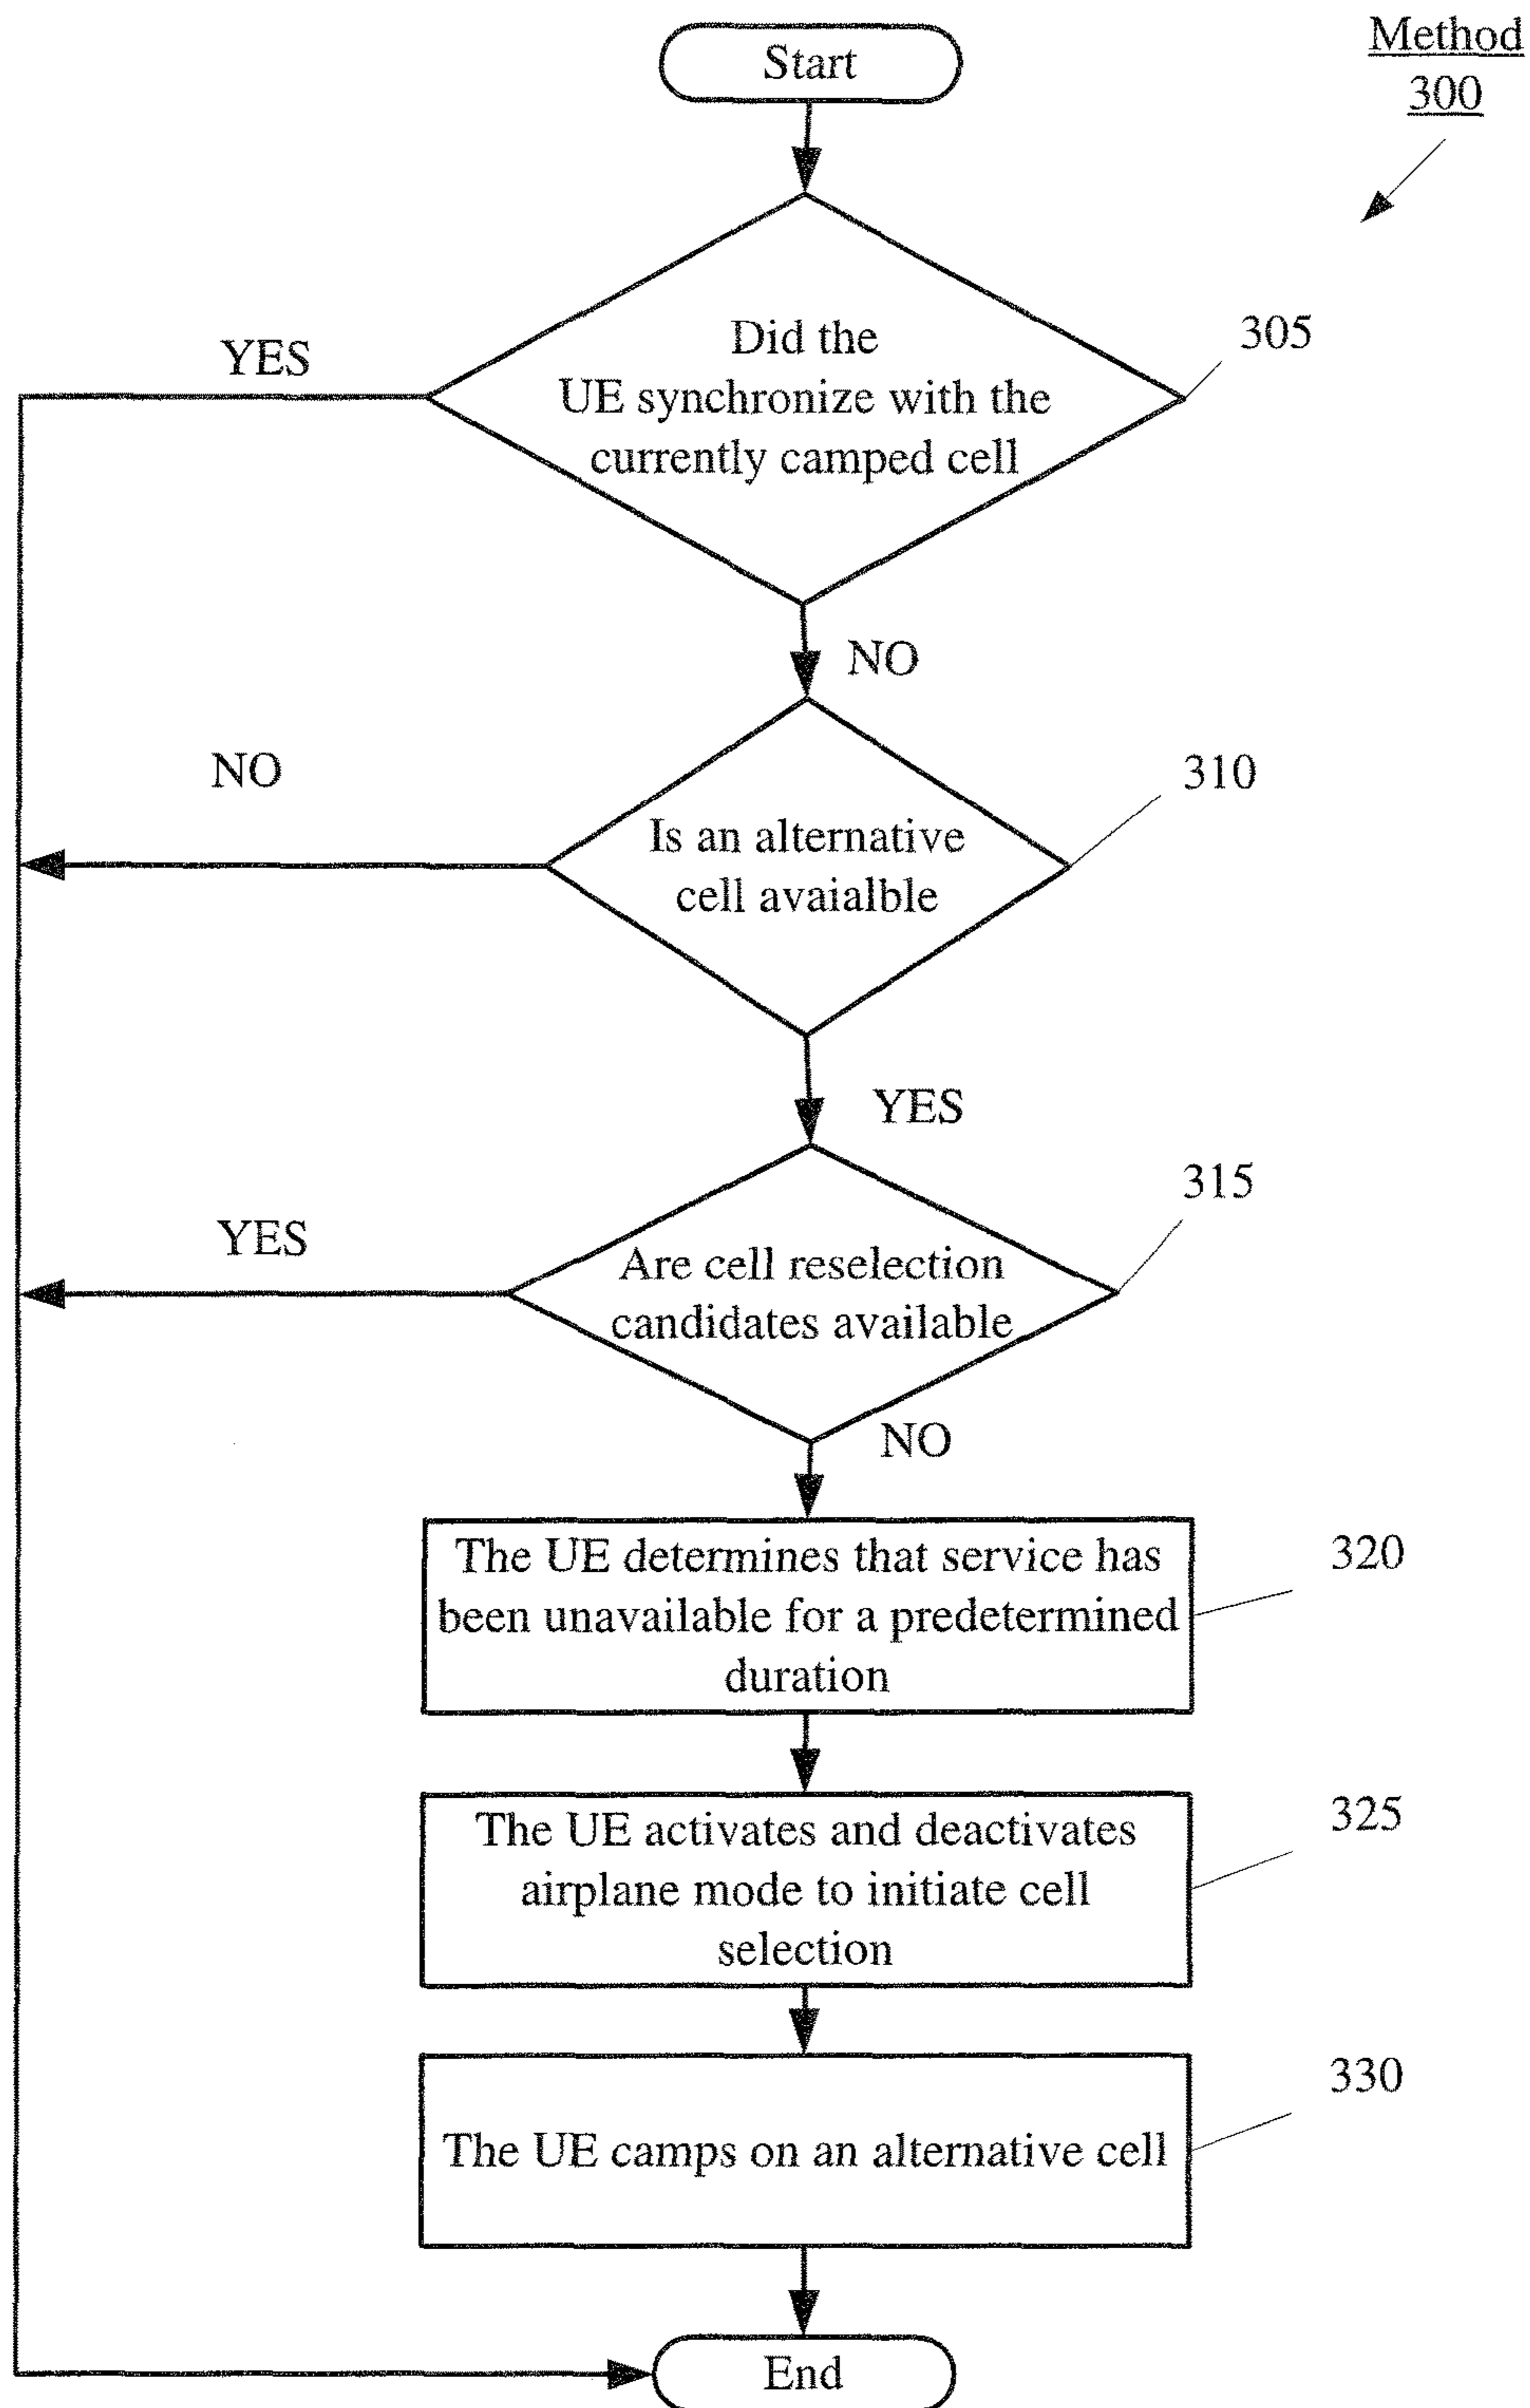 Method
300
Start
Did the
UE synchronize with the
currently camped cell
305
YES
NO
Is an alternative
cell avaialble
310
NO
YES
Are cell reselection
candidates available
315
YES
NO
The UE determines that service has
been unavailable for a predetermined
duration
320
The UE activates and deactivates
airplane mode to initiate cell
selection
325
The UE camps on an alternative cell
330
End